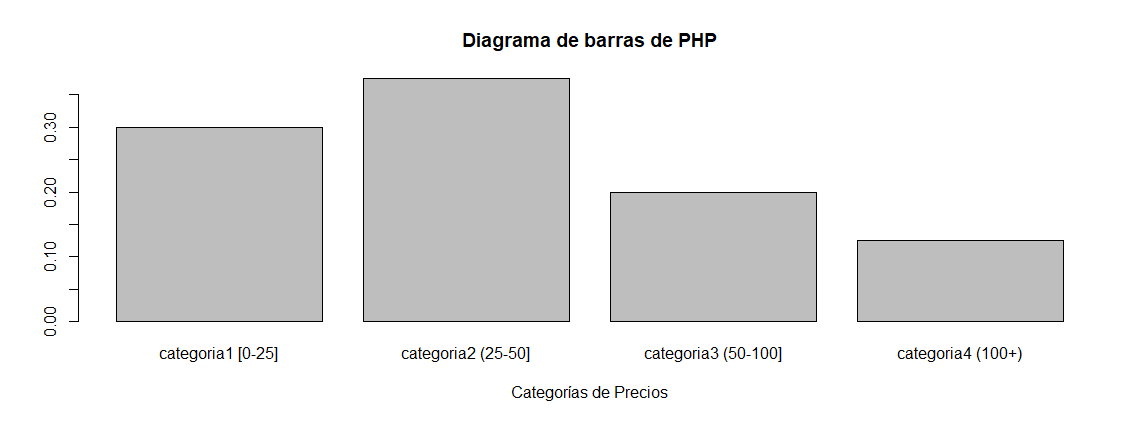 Diagrama de barras de PHP
0.30
0.20
0.10
0.00
categoria1 [0-25]
categoria2 (25-50]
categoria3 (50-100]
categoria4 (100+)
Categorías de Precios